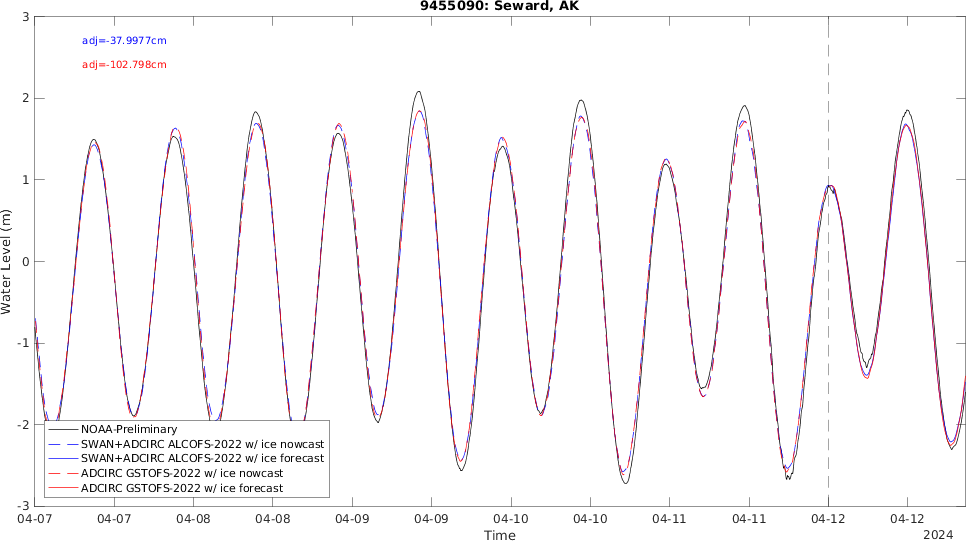 9455090: Seward, AK
adj=-37.9977cm
adj=-102.798cm
3
2
1
0
-1
-2
-3
Water Level (m)
NOAA-Preliminary
SWAN+ADCIRC ALCOFS-2022 w/ ice nowcast
SWAN+ADCIRC ALCOFS-2022 w/ ice forecast
ADCIRC GSTOFS-2022 w/ ice nowcast
ADCIRC GSTOFS-2022 w/ ice forecast
04-07 04-07 04-08 04-08 04-09 04-09 04-10 04-10 04-11 04-11 04-12 04-12
Time
2024